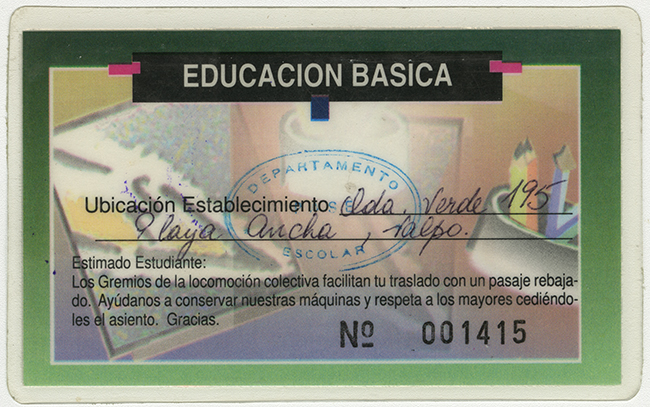 EDUCACION BASICA
DEPARTAMENTO
ESCOLAR
Ubicación Establecimiento Qda. Verde 195
Playa Ancha, Valpo.
Estimado Estudiante:
Los Gremios de la locomoción colectiva facilitan tu traslado con un pasaje rebaja-
do. Ayúdanos a conservar nuestras máquinas y respeta a los mayores cediéndo-
les el asiento. Gracias.
Nº 001415